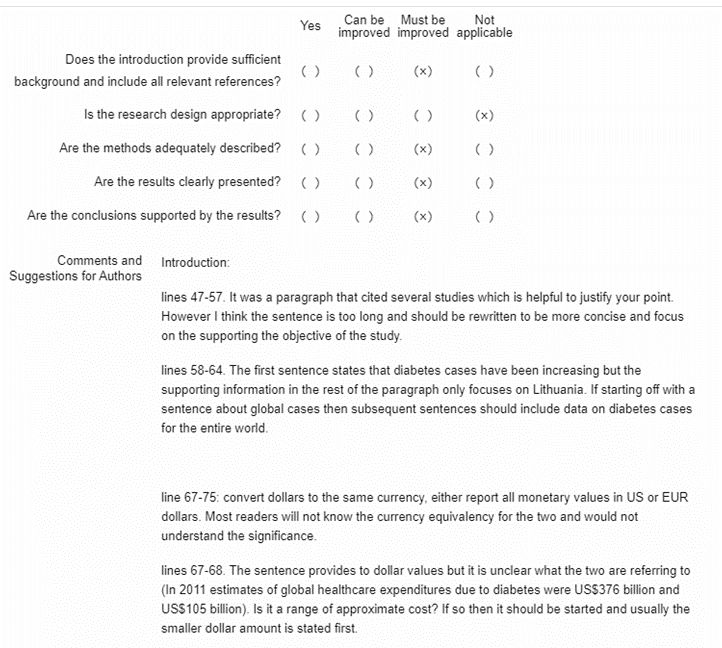 Yes Can be improved Must be improved Not applicable
Does the introduction provide sufficient
background and include all relevant references? ( ) ( ) (x) ( )
Is the research design appropriate? ( ) ( ) ( ) (x)
Are the methods adequately described? ( ) ( ) (x) ( )
Are the results clearly presented? ( ) ( ) (x) ( )
Are the conclusions supported by the results? ( ) ( ) (x) ( )
Comments and
Suggestions for Authors
Introduction:
lines 47-57. It was a paragraph that cited several studies which is helpful to justify your point.
However I think the sentence is too long and should be rewritten to be more concise and focus
on the supporting the objective of the study.
lines 58-64. The first sentence states that diabetes cases have been increasing but the
supporting information in the rest of the paragraph only focuses on Lithuania. If starting off with a
sentence about global cases then subsequent sentences should include data on diabetes cases
for the entire world.
line 67-75: convert dollars to the same currency, either report all monetary values in US or EUR
dollars. Most readers will not know the currency equivalency for the two and would not
understand the significance.
lines 67-68. The sentence provides to dollar values but it is unclear what the two are referring to
(In 2011 estimates of global healthcare expenditures due to diabetes were US$376 billion and
US$105 billion). Is it a range of approximate cost? If so then it should be started and usually the
smaller dollar amount is stated first.